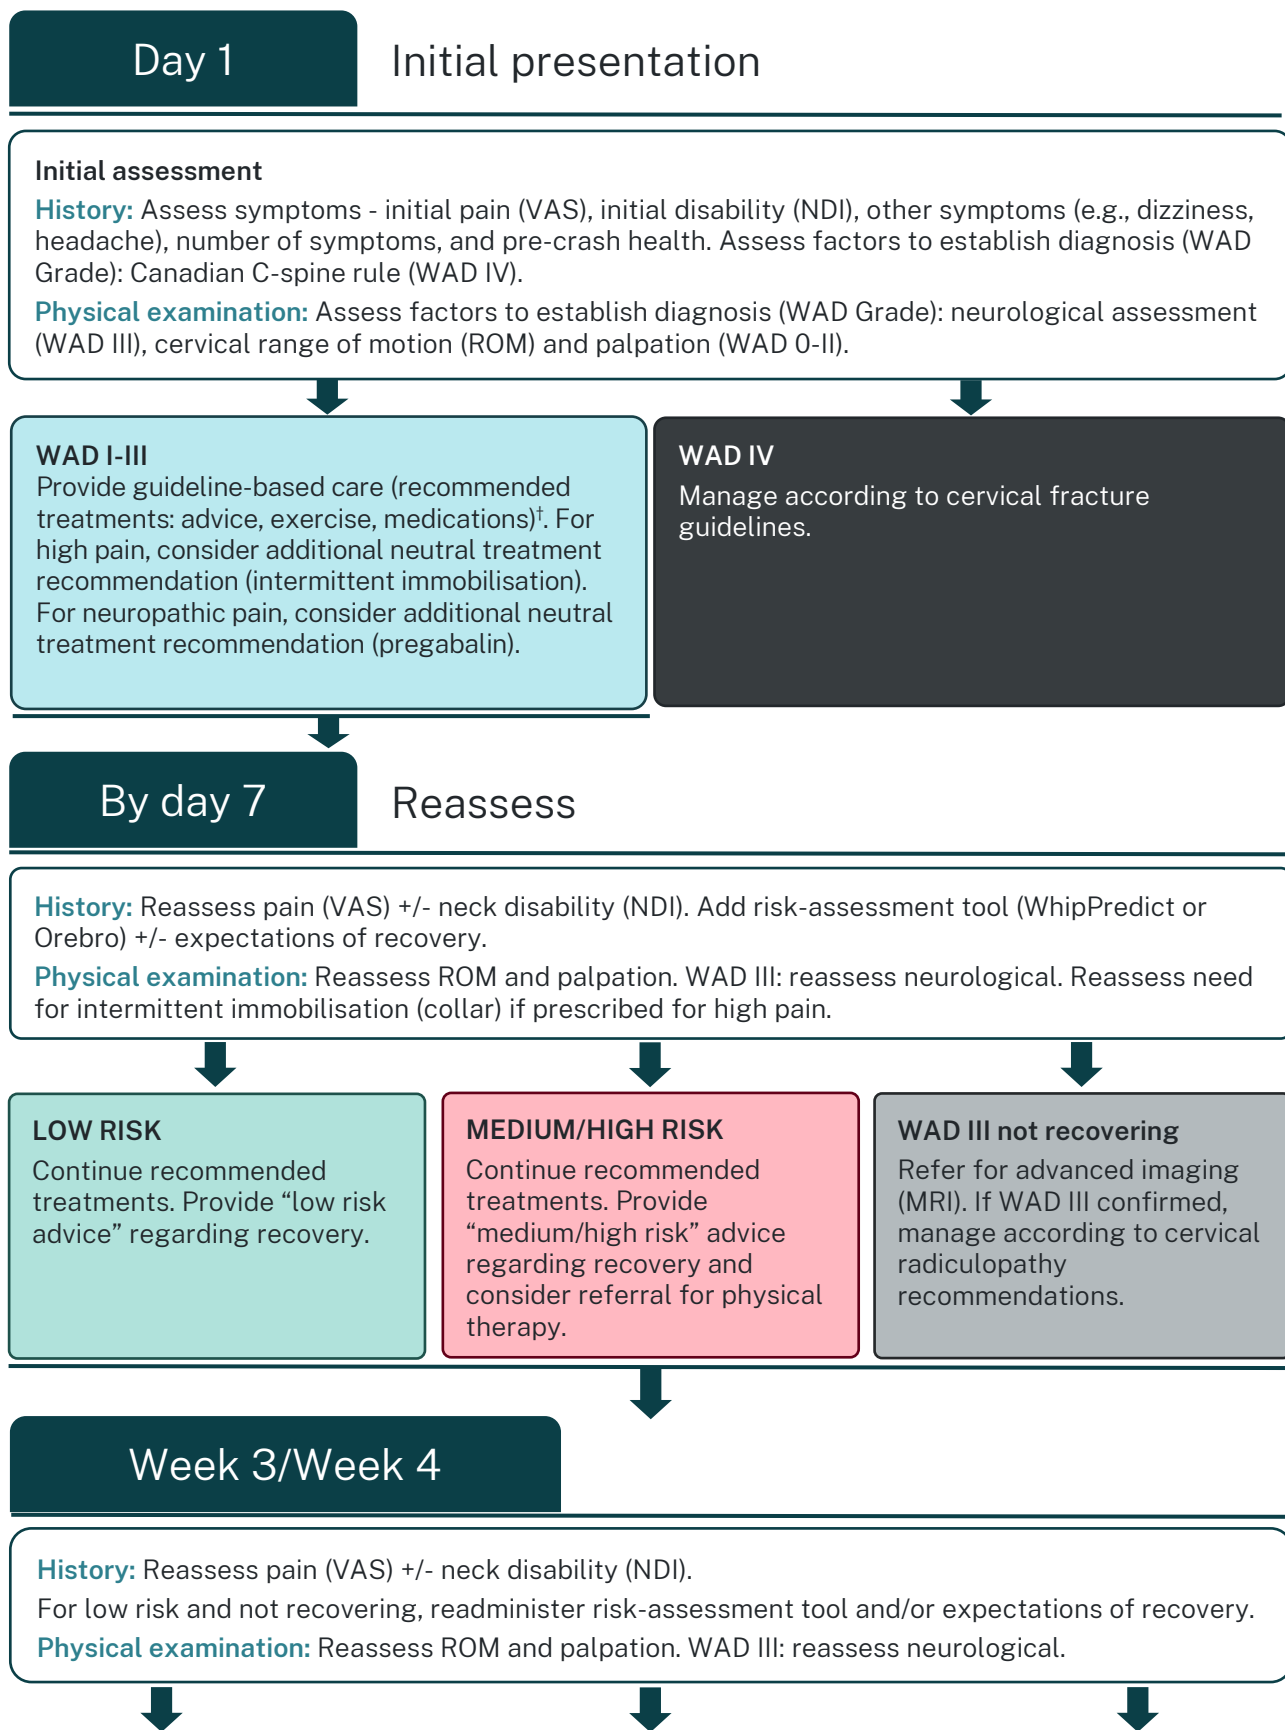 Day 1
Initial presentation
Initial assessment
History: Assess symptoms - initial pain (VAS), initial disability (NDI), other symptoms (e.g., dizziness,
headache), number of symptoms, and pre-crash health. Assess factors to establish diagnosis (WAD
Grade): Canadian C-spine rule (WAD IV).
Physical examination: Assess factors to establish diagnosis (WAD Grade): neurological assessment
(WAD III), cervical range of motion (ROM) and palpation (WAD 0-II).
WAD I-III
Provide guideline-based care (recommended
treatments: advice, exercise, medications)†. For
high pain, consider additional neutral treatment
recommendation (intermittent immobilisation).
For neuropathic pain, consider additional neutral
treatment recommendation (pregabalin).
WAD IV
Manage according to cervical fracture
guidelines.
By day 7
Reassess
History: Reassess pain (VAS) +/- neck disability (NDI). Add risk-assessment tool (WhipPredict or
Orebro) +/- expectations of recovery.
Physical examination: Reassess ROM and palpation. WAD III: reassess neurological. Reassess need
for intermittent immobilisation (collar) if prescribed for high pain.
LOW RISK
Continue recommended
treatments. Provide “low risk
advice” regarding recovery.
MEDIUM/HIGH RISK
Continue recommended
treatments. Provide
“medium/high risk” advice
regarding recovery and
consider referral for physical
therapy.
WAD III not recovering
Refer for advanced imaging
(MRI). If WAD III confirmed,
manage according to cervical
radiculopathy
recommendations.
Week 3/Week 4
History: Reassess pain (VAS) +/- neck disability (NDI).
For low risk and not recovering, readminister risk-assessment tool and/or expectations of recovery.
Physical examination: Reassess ROM and palpation. WAD III: reassess neurological.